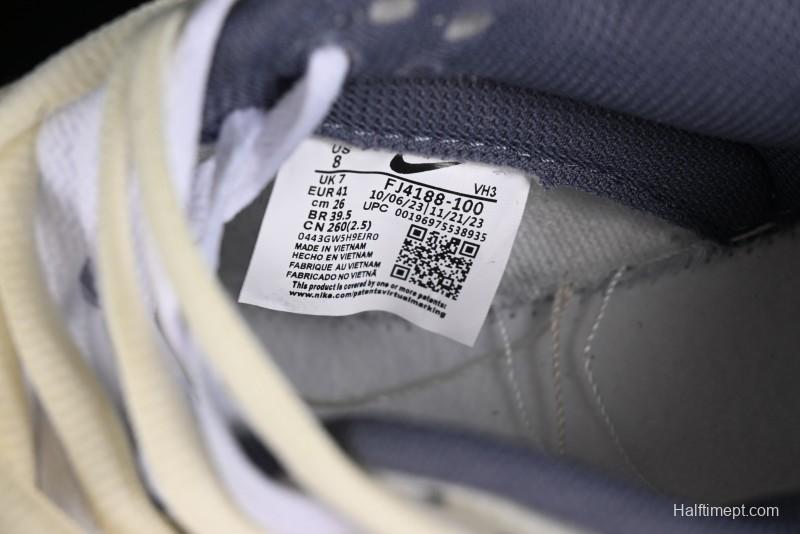 US
8
UK 7
EUR 41
cm 26
BR 39.5
CN 260(2.5)
0443GW5H9EJR0
MADE IN VIETNAM
HECHO EN VIETNAM
FABRIQUE AU VIETNAM
FABRICADO NO VIETNÃ
This product is covered by one or more patents:
www.nike.com/patentsvirtualmarking
VH3
FJ4188-100
10/06/23|11/21/23
UPC 00196975538935
Halftimept.com